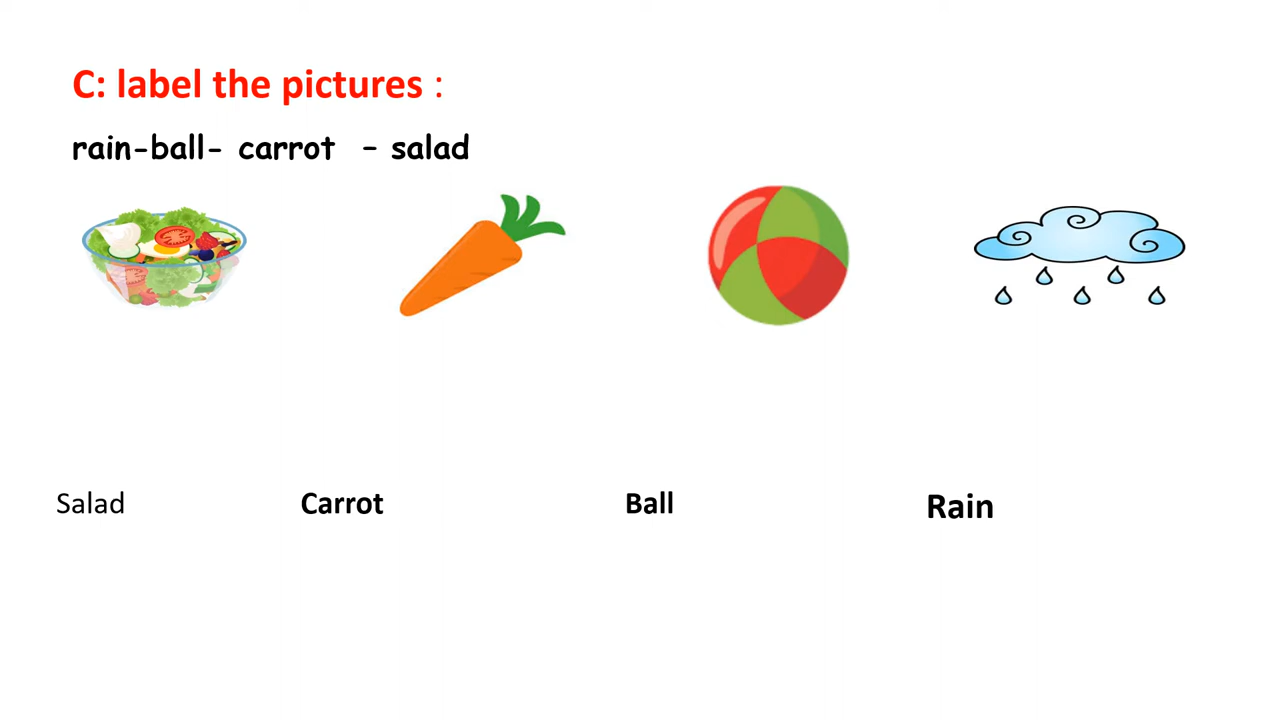 C: label the pictures :
rain-ball- carrot – salad
Salad Carrot Ball Rain